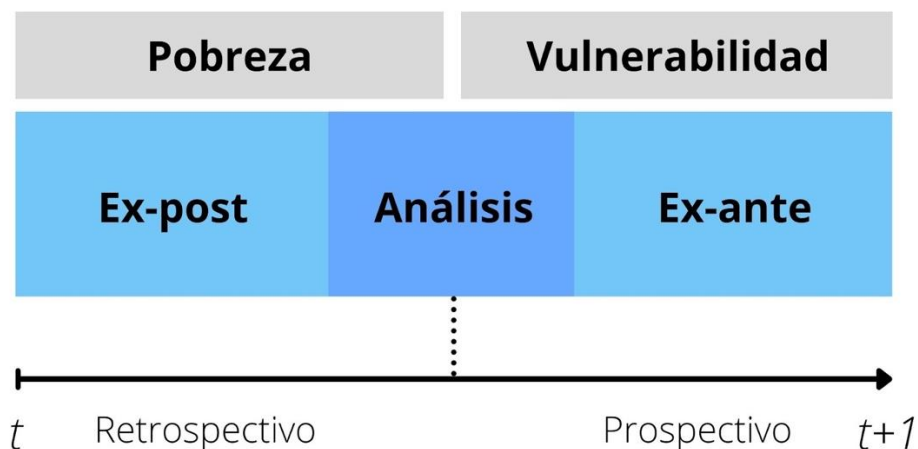 Pobreza
Vulnerabilidad
Ex-post
Análisis
Ex-ante
t
Retrospectivo
Prospectivo
t+1